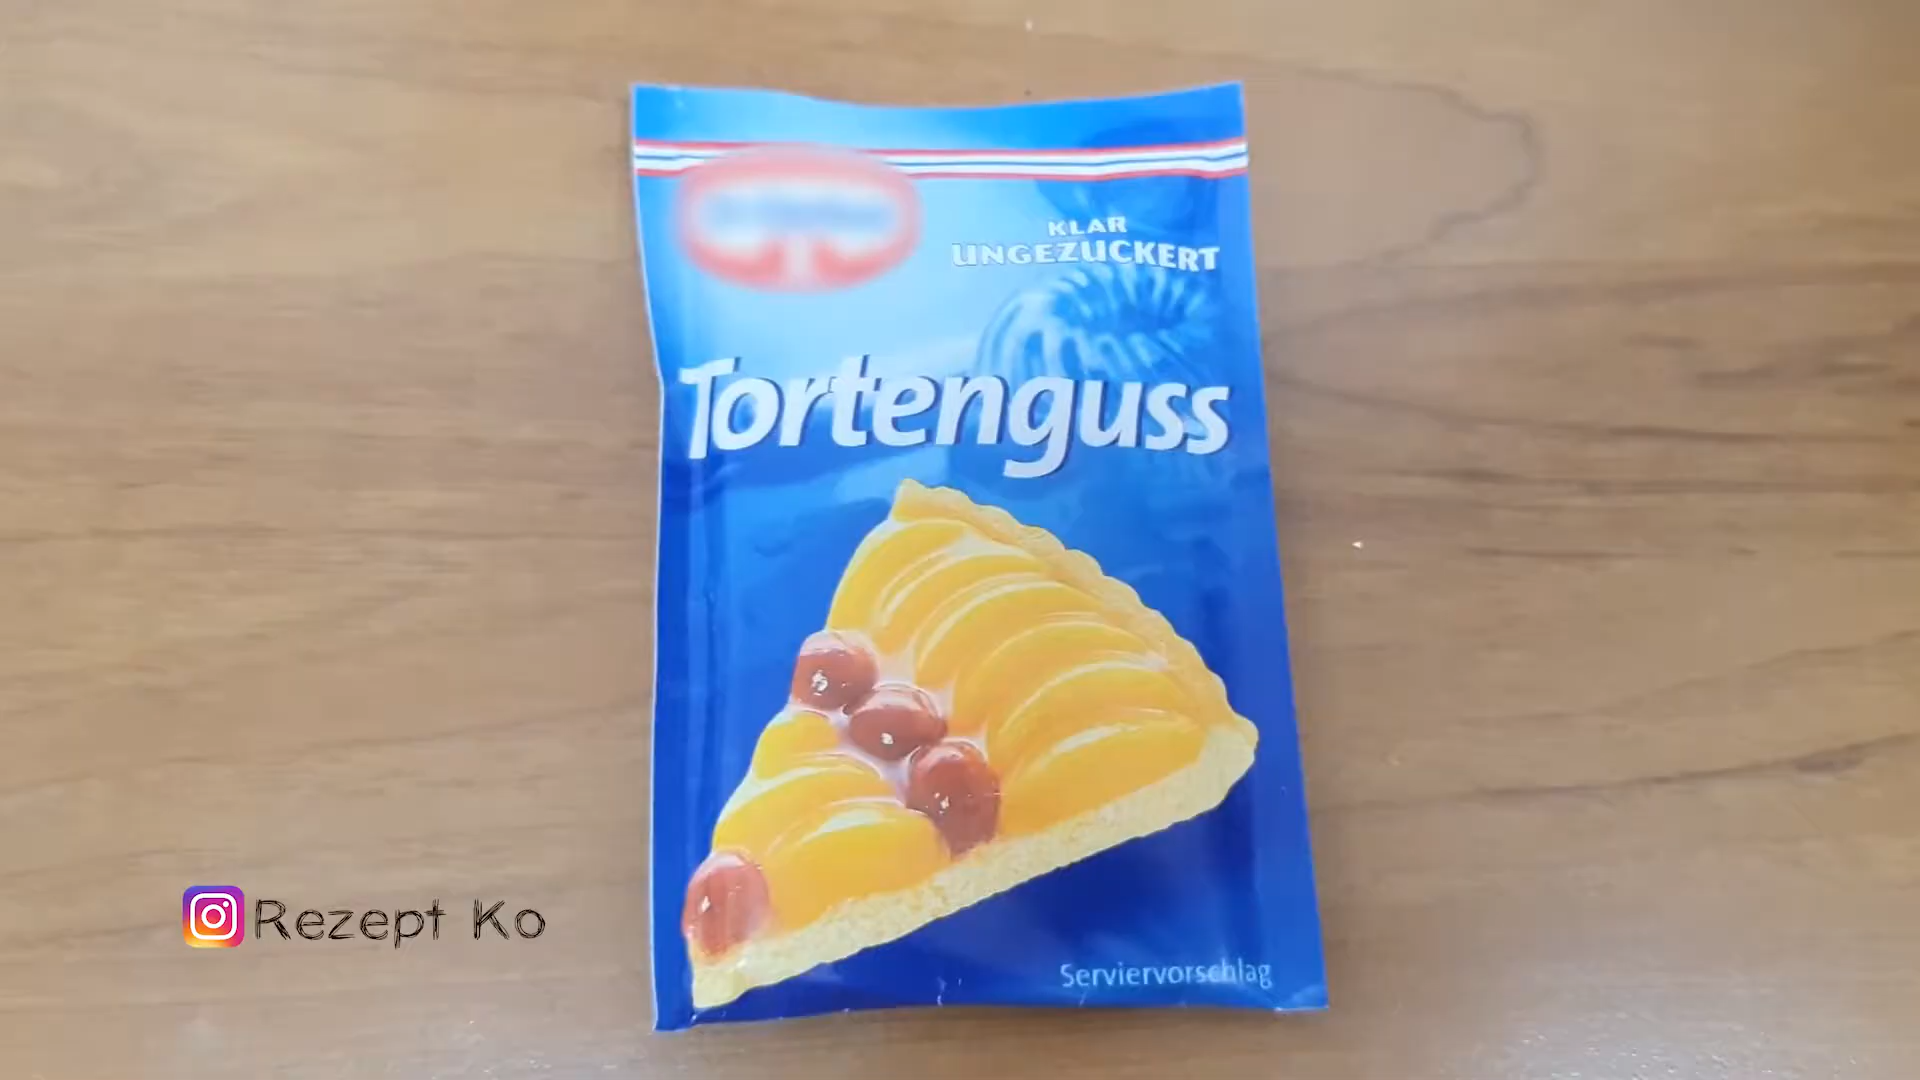 KLAR
UNGEZUCKERT
Tortenguss
Rezept Ko
Serviervorschlag